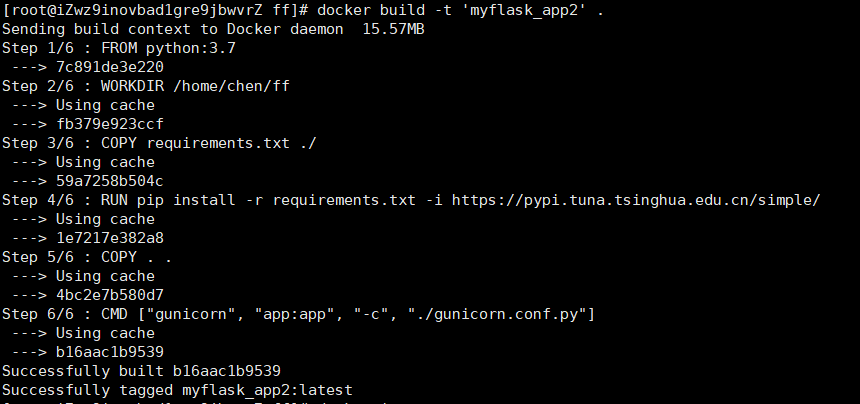 [root@iZwz9inovbad1gre9jbwvrZ ff]# docker build -t 'myflask_app2' .
Sending build context to Docker daemon  15.57MB
Step 1/6 : FROM python:3.7
 ---> 7c891de3e220
Step 2/6 : WORKDIR /home/chen/ff
 ---> Using cache
 ---> fb379e923ccf
Step 3/6 : COPY requirements.txt ./
 ---> Using cache
 ---> 59a7258b504c
Step 4/6 : RUN pip install -r requirements.txt -i https://pypi.tuna.tsinghua.edu.cn/simple/
 ---> Using cache
 ---> 1e7217e382a8
Step 5/6 : COPY . .
 ---> Using cache
 ---> 4bc2e7b580d7
Step 6/6 : CMD ["gunicorn", "app:app", "-c", "./gunicorn.conf.py"]
 ---> Using cache
 ---> b16aac1b9539
Successfully built b16aac1b9539
Successfully tagged myflask_app2:latest